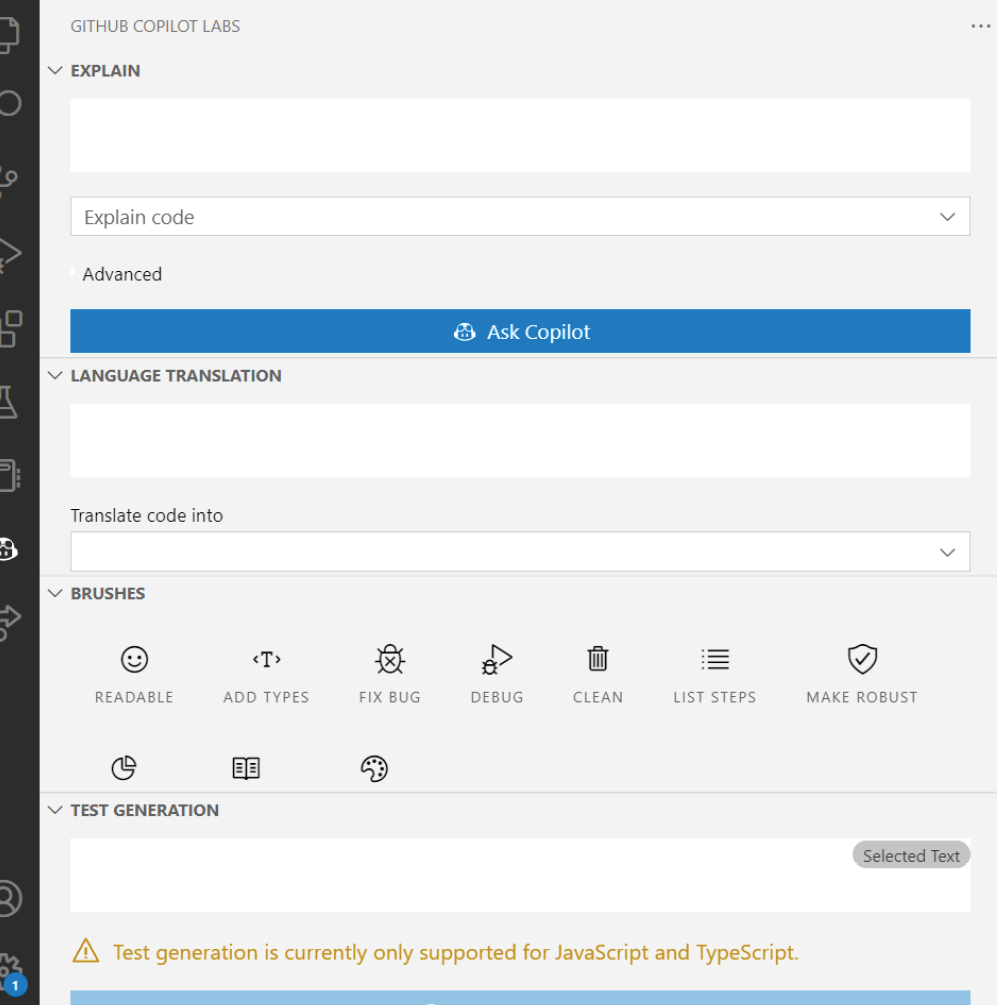 GITHUB COPILOT LABS
EXPLAIN
Explain code
Advanced
Ask Copilot
LANGUAGE TRANSLATION
Translate code into
BRUSHES
<T>
READABLE ADD TYPES FIX BUG DEBUG CLEAN LIST STEPS MAKE ROBUST
TEST GENERATION
Selected Text
Test generation is currently only supported for JavaScript and TypeScript.
1